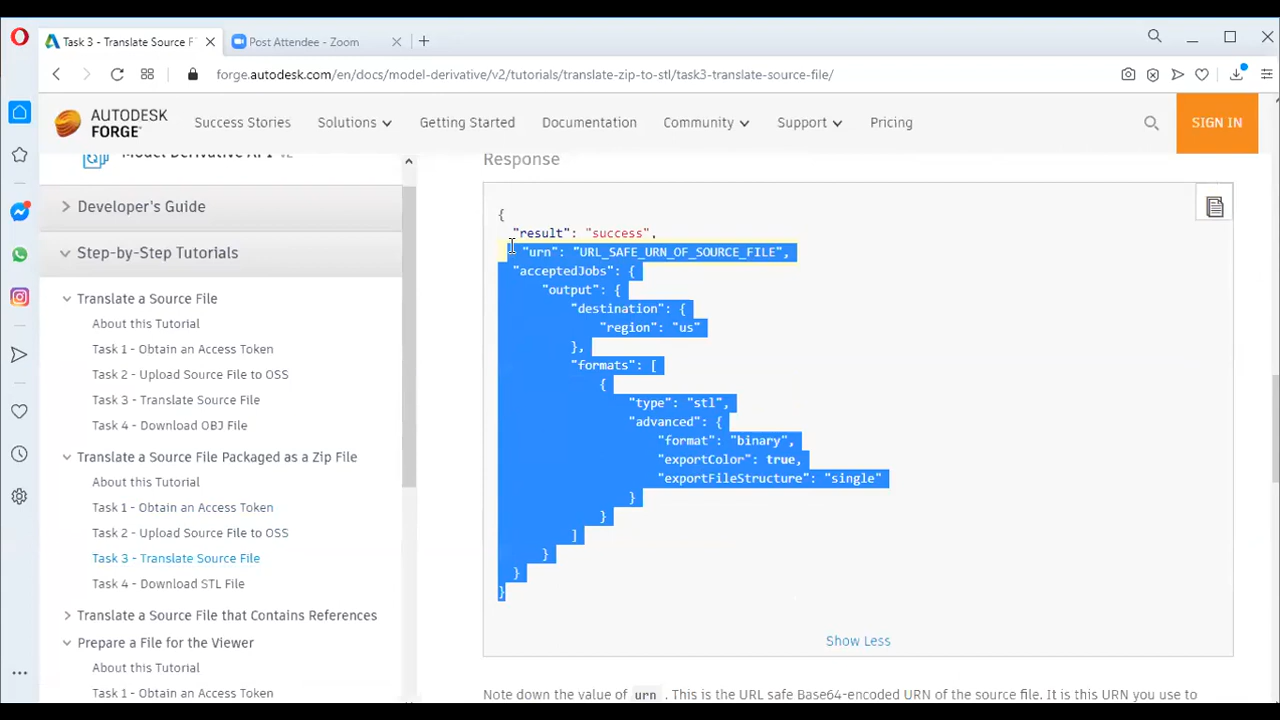 Task 3 - Translate Source F
Post Attendee - Zoom
forge.autodesk.com/en/docs/model-derivative/v2/tutorials/translate-zip-to-stl/task3-translate-source-file/
AUTODESK
FORGE
Success Stories
Solutions
Getting Started
Documentation
Community
Support
Pricing
SIGN IN
Model Derivative API v2
Developer's Guide
Step-by-Step Tutorials
Translate a Source File
About this Tutorial
Task 1 - Obtain an Access Token
Task 2 - Upload Source File to OSS
Task 3 - Translate Source File
Task 4 - Download OBJ File
Translate a Source File Packaged as a Zip File
About this Tutorial
Task 1 - Obtain an Access Token
Task 2 - Upload Source File to OSS
Task 3 - Translate Source File
Task 4 - Download STL File
Translate a Source File that Contains References
Prepare a File for the Viewer
About this Tutorial
Task 1 - Obtain an Access Token
Response
{
"result": "success",
"urn": "URL_SAFE_URN_OF_SOURCE_FILE",
"acceptedJobs": {
"output": {
"destination": {
"region": "us"
},
"formats": [
{
"type": "stl",
"advanced": {
"format": "binary",
"exportColor": true,
"exportFileStructure": "single"
}
}
]
}
}
}
Show Less
Note down the value of urn . This is the URL safe Base64-encoded URN of the source file. It is this URN you use to